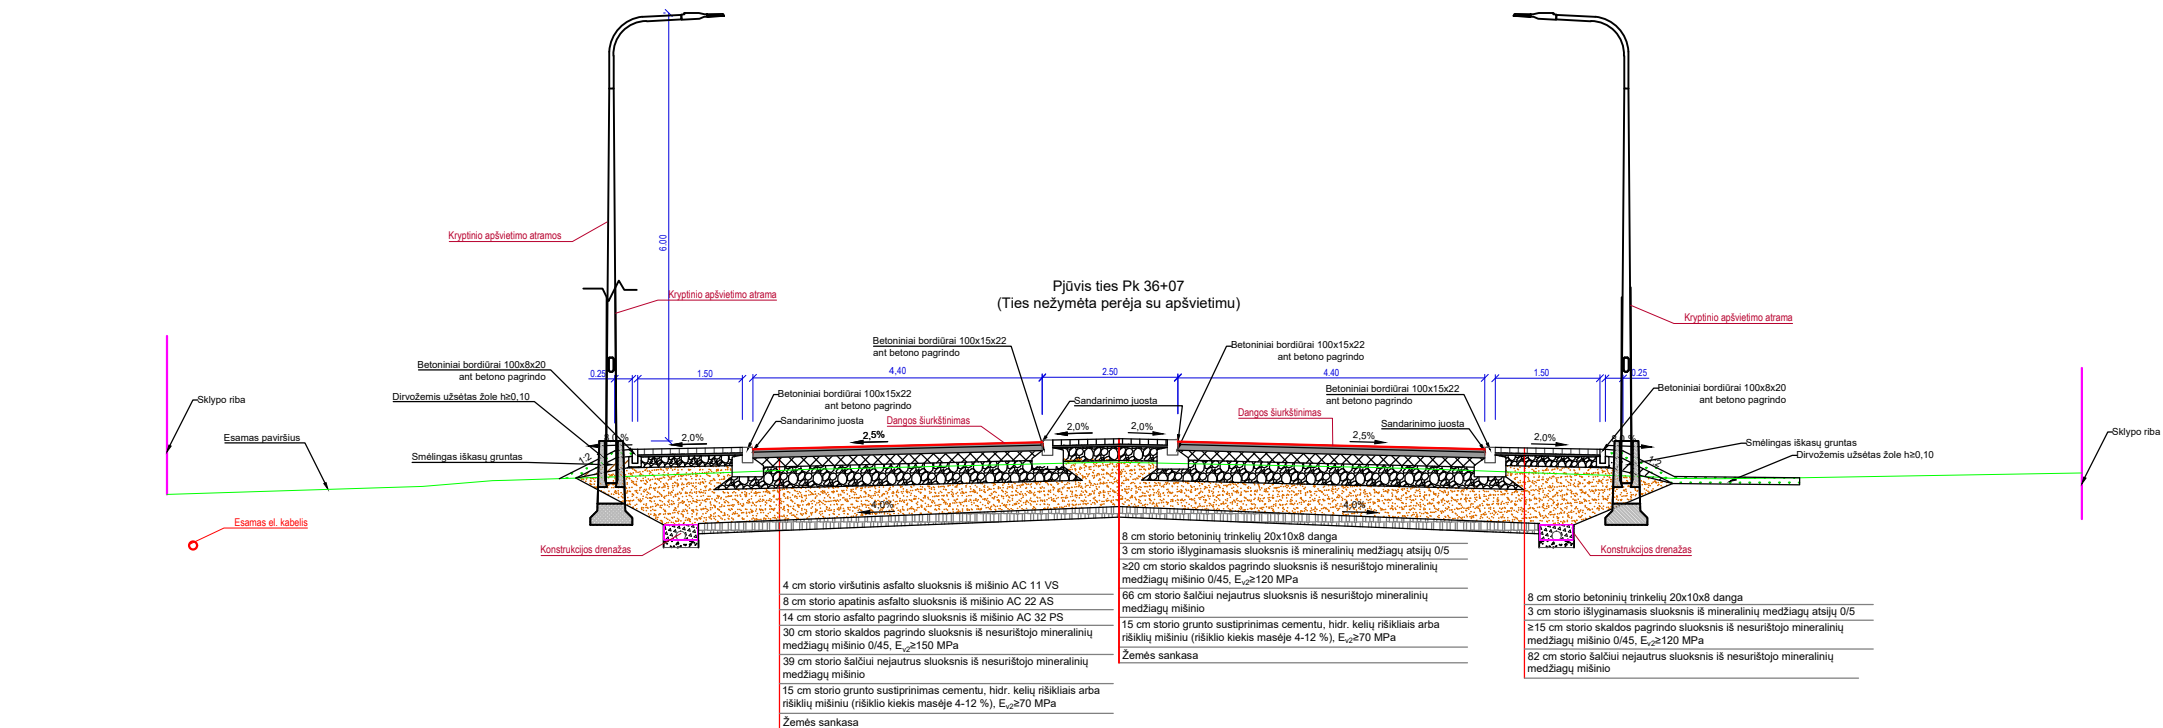 6.00
Kryptinio apšvietimo atramos
Kryptinio apšvietimo atrama
Pjūvis ties Pk 36+07
(Ties nežymėta perėja su apšvietimu)
Kryptinio apšvietimo atrama
Betoniniai bordiūrai 100x15x22
ant betono pagrindo
Betoniniai bordiūrai 100x15x22
ant betono pagrindo
Betoniniai bordiūrai 100x8x20
ant betono pagrindo
0.25
1.50
4.40
2.50
4.40
1.50
0.25
Betoniniai bordiūrai 100x15x22
ant betono pagrindo
Betoniniai bordiūrai 100x15x22
ant betono pagrindo
Betoniniai bordiūrai 100x8x20
ant betono pagrindo
Sklypo riba
Dirvožemis užsėtas žole h≥0,10
Sandarinimo juosta
Dangos šiurkštinimas
Sandarinimo juosta
Dangos šiurkštinimas
Sandarinimo juosta
Sklypo riba
Esamas paviršius
2,0%
2,5%
2,0%
2,0%
2,5%
2,0%
Smėlingas iškasų gruntas
1:2
Smėlingas iškasų gruntas
Dirvožemis užsėtas žole h≥0,10
1:2
4,0%
4,0%
Esamas el. kabelis
Konstrukcijos drenažas
Konstrukcijos drenažas
4 cm storio viršutinis asfalto sluoksnis iš mišinio AC 11 VS
8 cm storio apatinis asfalto sluoksnis iš mišinio AC 22 AS
14 cm storio asfalto pagrindo sluoksnis iš mišinio AC 32 PS
30 cm storio skaldos pagrindo sluoksnis iš nesurištojo mineralinių
medžiagų mišinio 0/45, Ev2≥150 MPa
39 cm storio šalčiui nejautrus sluoksnis iš nesurištojo mineralinių
medžiagų mišinio
15 cm storio grunto sustiprinimas cementu, hidr. kelių rišikliais arba
rišiklių mišiniu (rišiklio kiekis masėje 4-12 %), Ev2≥70 MPa
Žemės sankasa
8 cm storio betoninių trinkelių 20x10x8 danga
3 cm storio išlyginamasis sluoksnis iš mineralinių medžiagų atsijų 0/5
≥20 cm storio skaldos pagrindo sluoksnis iš nesurištojo mineralinių
medžiagų mišinio 0/45, Ev2≥120 MPa
66 cm storio šalčiui nejautrus sluoksnis iš nesurištojo mineralinių
medžiagų mišinio
15 cm storio grunto sustiprinimas cementu, hidr. kelių rišikliais arba
rišiklių mišiniu (rišiklio kiekis masėje 4-12 %), Ev2≥70 MPa
Žemės sankasa
8 cm storio betoninių trinkelių 20x10x8 danga
3 cm storio išlyginamasis sluoksnis iš mineralinių medžiagų atsijų 0/5
≥15 cm storio skaldos pagrindo sluoksnis iš nesurištojo mineralinių
medžiagų mišinio 0/45, Ev2≥120 MPa
82 cm storio šalčiui nejautrus sluoksnis iš nesurištojo mineralinių
medžiagų mišinio